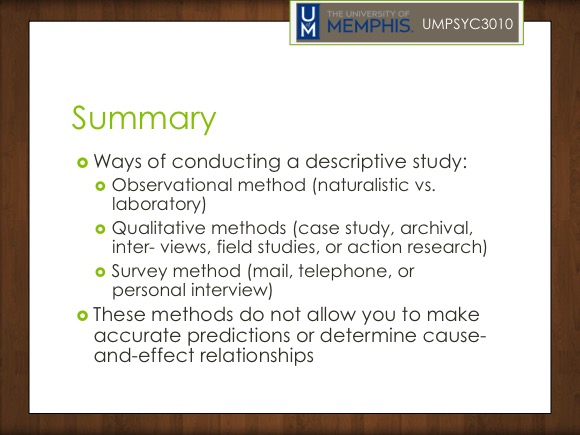 UM
THE UNIVERSITY OF
MEMPHIS.
UMPSYC3010
Summary
Ways of conducting a descriptive study:
Observational method (naturalistic vs.
laboratory)
Qualitative methods (case study, archival,
inter- views, field studies, or action research)
Survey method (mail, telephone, or
personal interview)
These methods do not allow you to make
accurate predictions or determine cause-
and-effect relationships